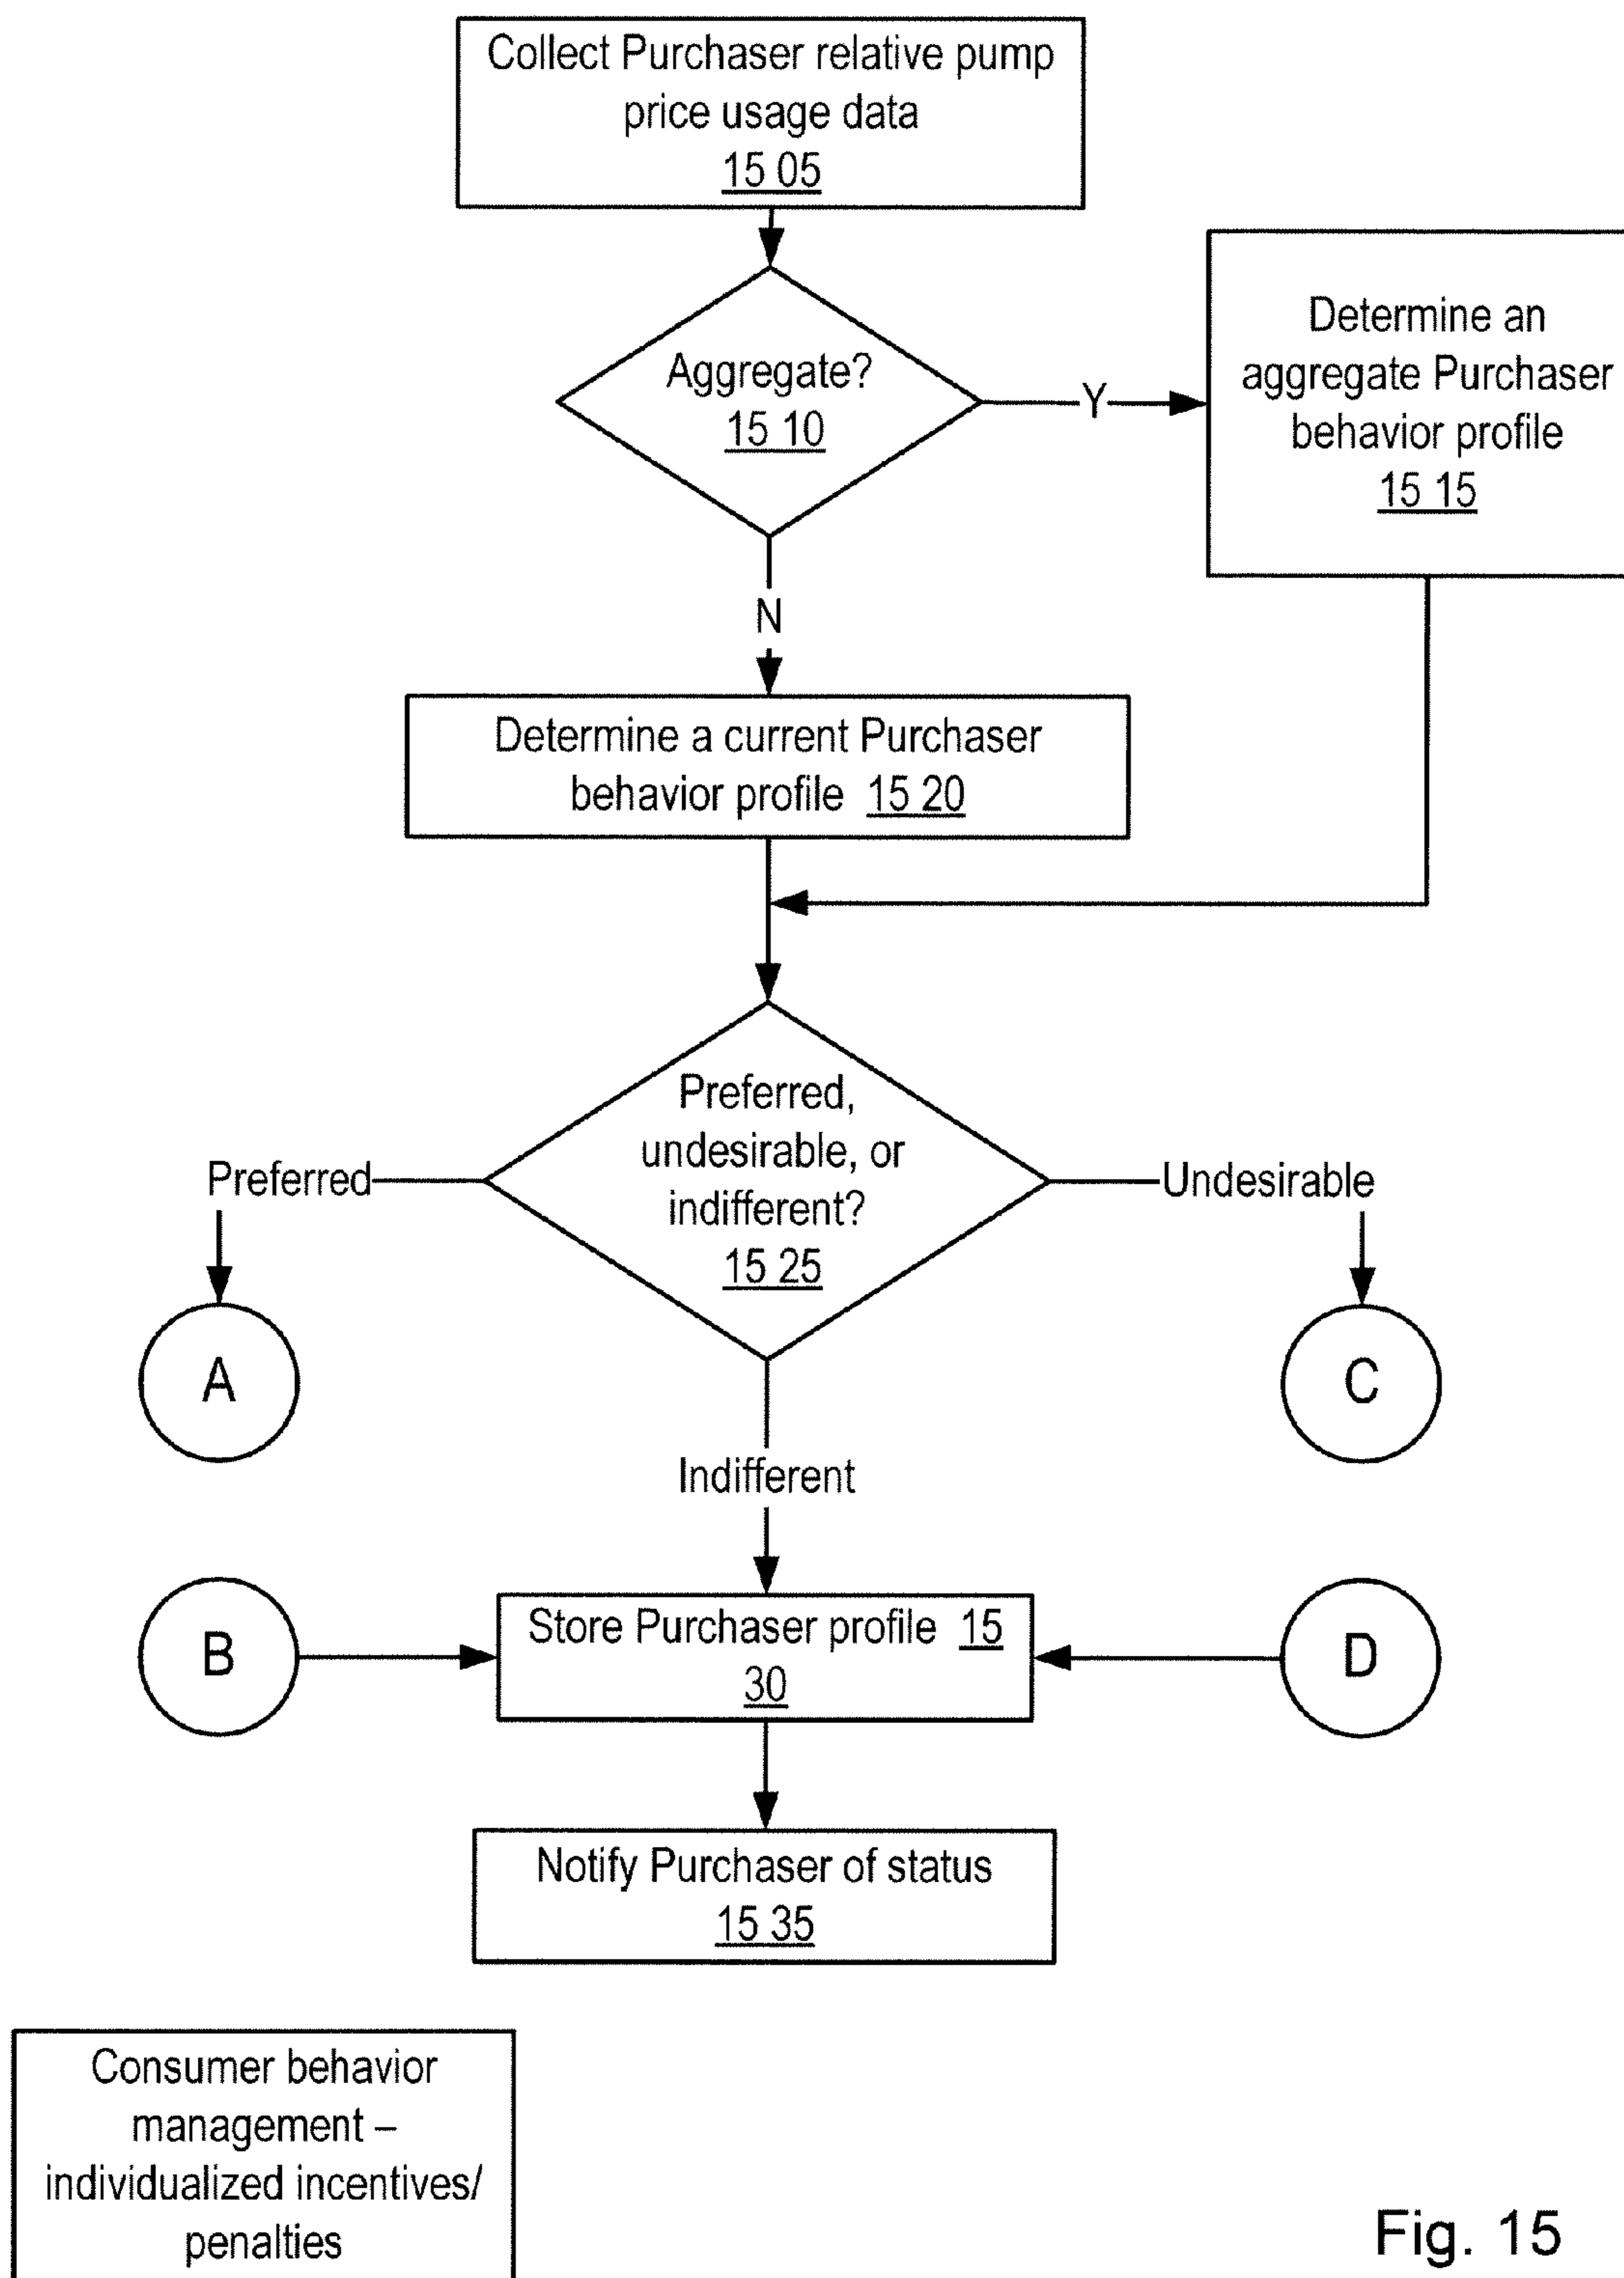 Collect Purchaser relative pump
price usage data
15 05
Aggregate?
15 10
Y
Determine an
aggregate Purchaser
behavior profile
15 15
N
Determine a current Purchaser
behavior profile 15 20
Preferred,
undesirable, or
indifferent?
15 25
Preferred
Undesirable
A
C
Indifferent
B
Store Purchaser profile 15
30
D
Notify Purchaser of status
15 35
Consumer behavior
management –
individualized incentives/
penalties
Fig. 15